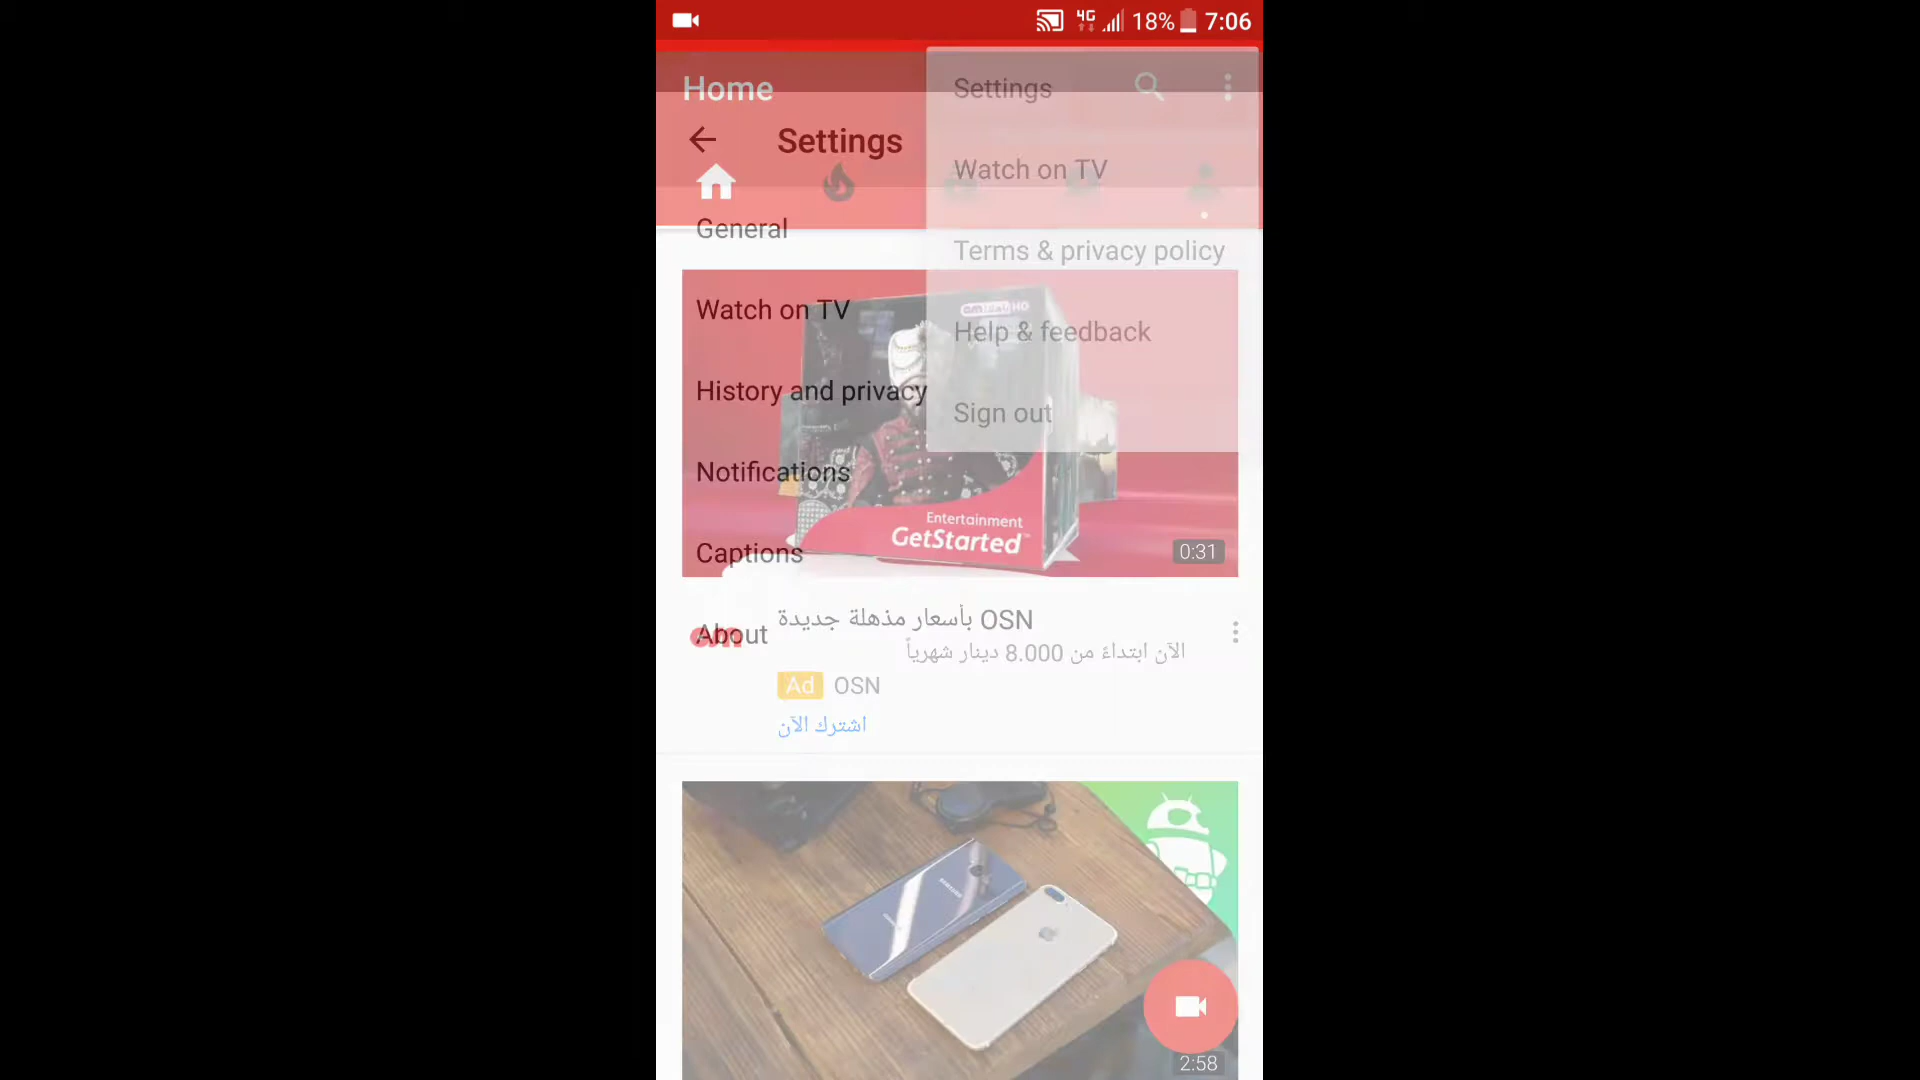 4G 18% 7:06
Home
Settings
Settings
Watch on TV
General
Terms & privacy policy
Watch on TV
Help & feedback
History and privacy
Sign out
Notifications
Entertainment
GetStarted
Captions
0:31
OSN بأسعار مذهلة جديدة
About
الآن ابتداءً من 8.000 دينار شهرياً
Ad OSN
اشترك الآن
SAMSUNG
2:58